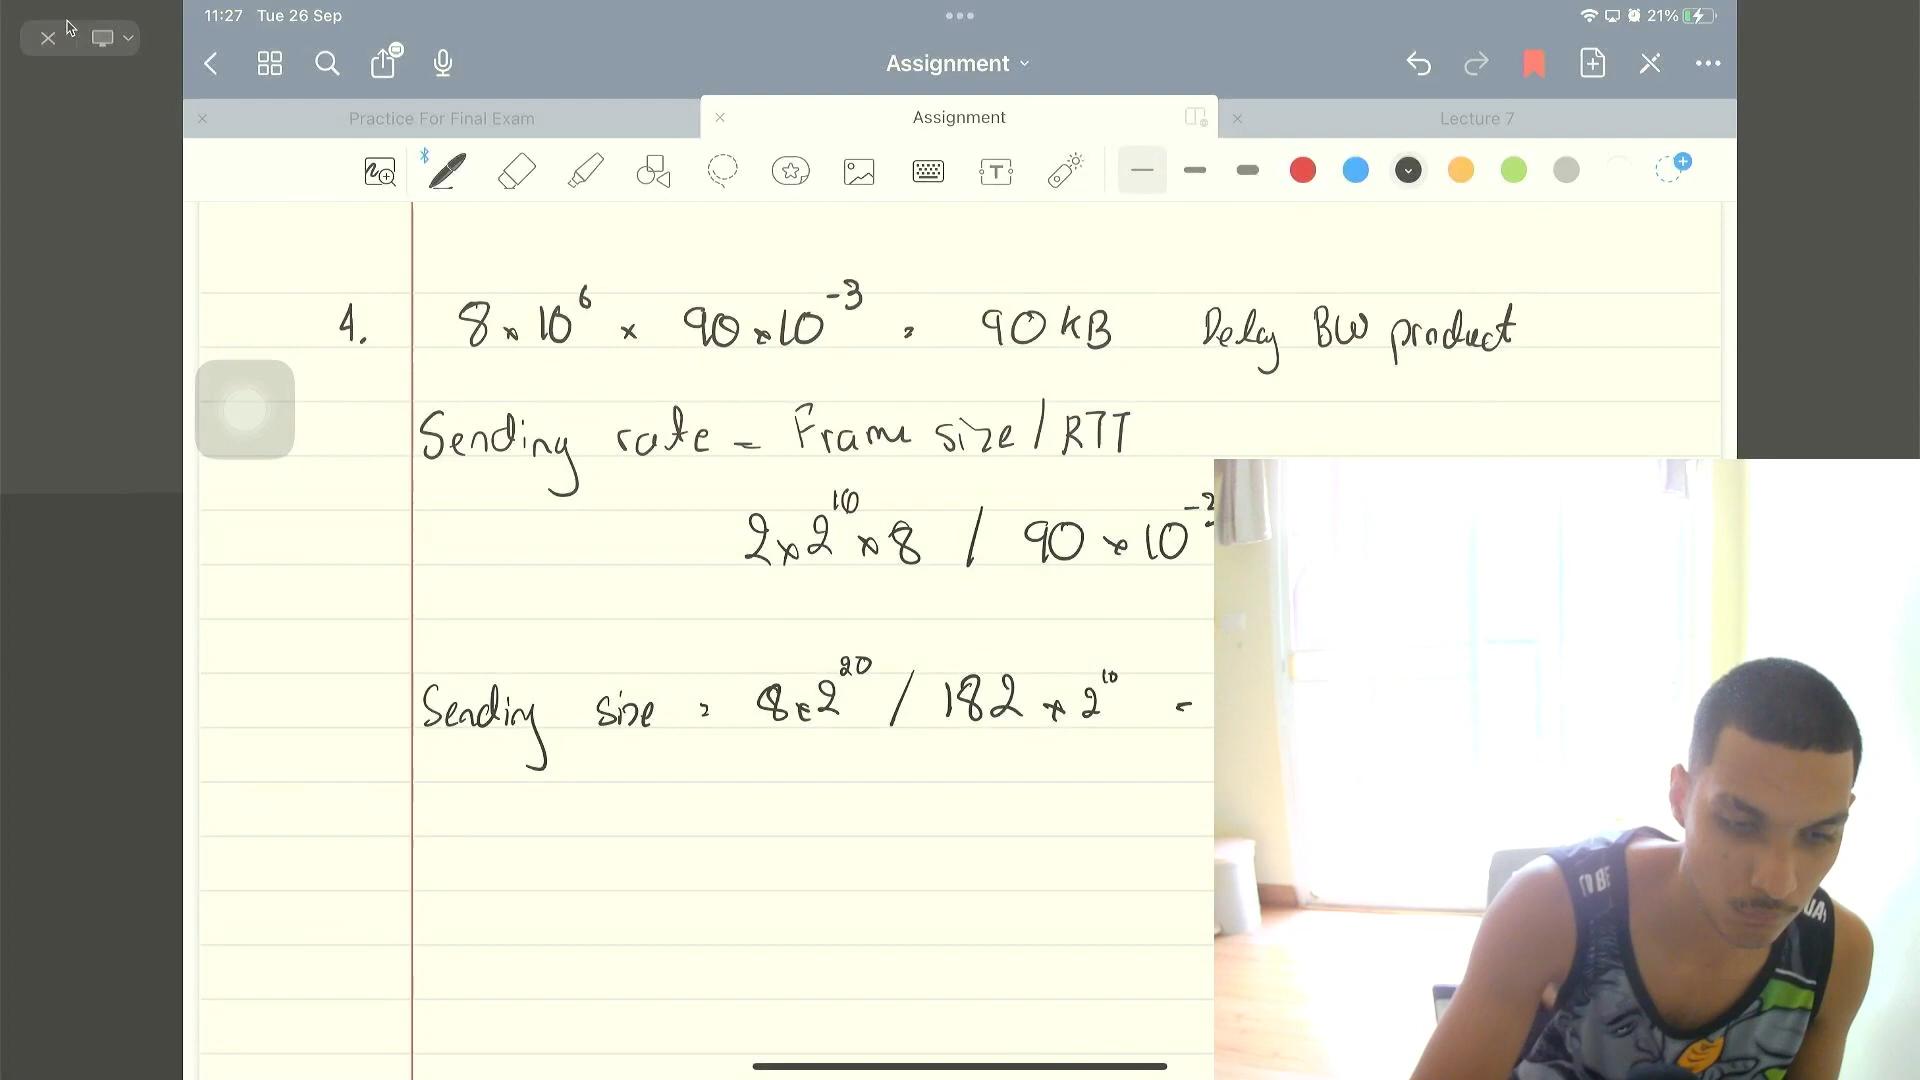 11:27 Tue 26 Sep
21%
Assignment
Practice For Final Exam
Assignment
Lecture 7
4. 8 × 10^6 × 90 × 10^-3 = 90 KB Delay BW product
Sending rate = Frame size / RTT
2 × 2^10 × 8 / 90 × 10
Sending size = 8 × 2^20 / 182 × 2^10 =
TO BE